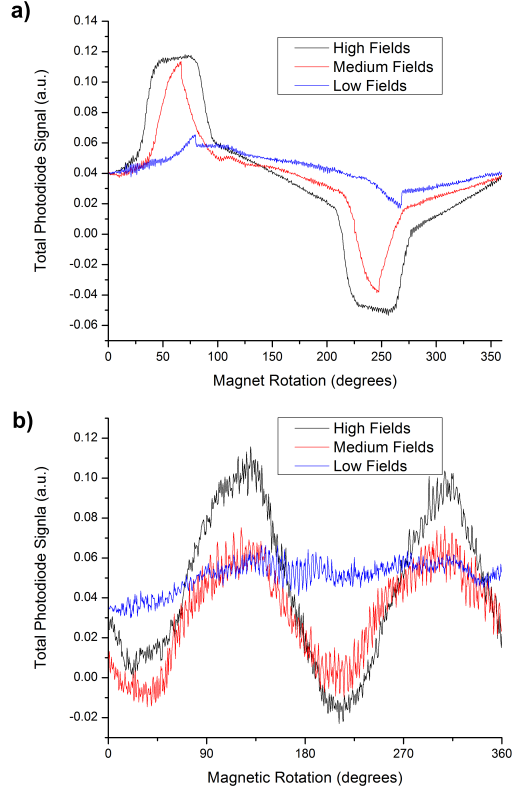 a)
Total Photodiode Signal (a.u.)
0.14
0.12
0.10
0.08
0.06
0.04
0.02
0.00
-0.02
-0.04
-0.06
High Fields
Medium Fields
Low Fields
0 50 100 150 200 250 300 350
Magnet Rotation (degrees)
b)
Total Photodiode Signla (a.u.)
0.12
0.10
0.08
0.06
0.04
0.02
0.00
-0.02
High Fields
Medium Fields
Low Fields
0 90 180 270 360
Magnetic Rotation (degrees)